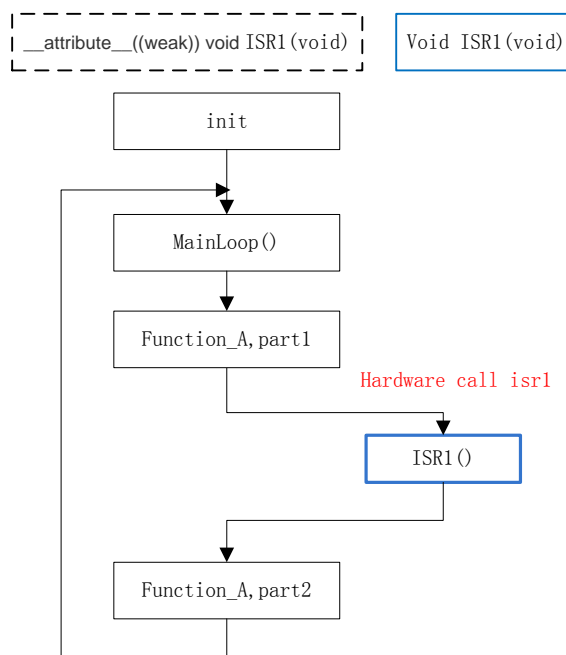 __attribute__((weak)) void ISR1(void)
Void ISR1(void)
init
MainLoop()
Function_A,part1
Hardware call isr1
ISR1()
Function_A,part2